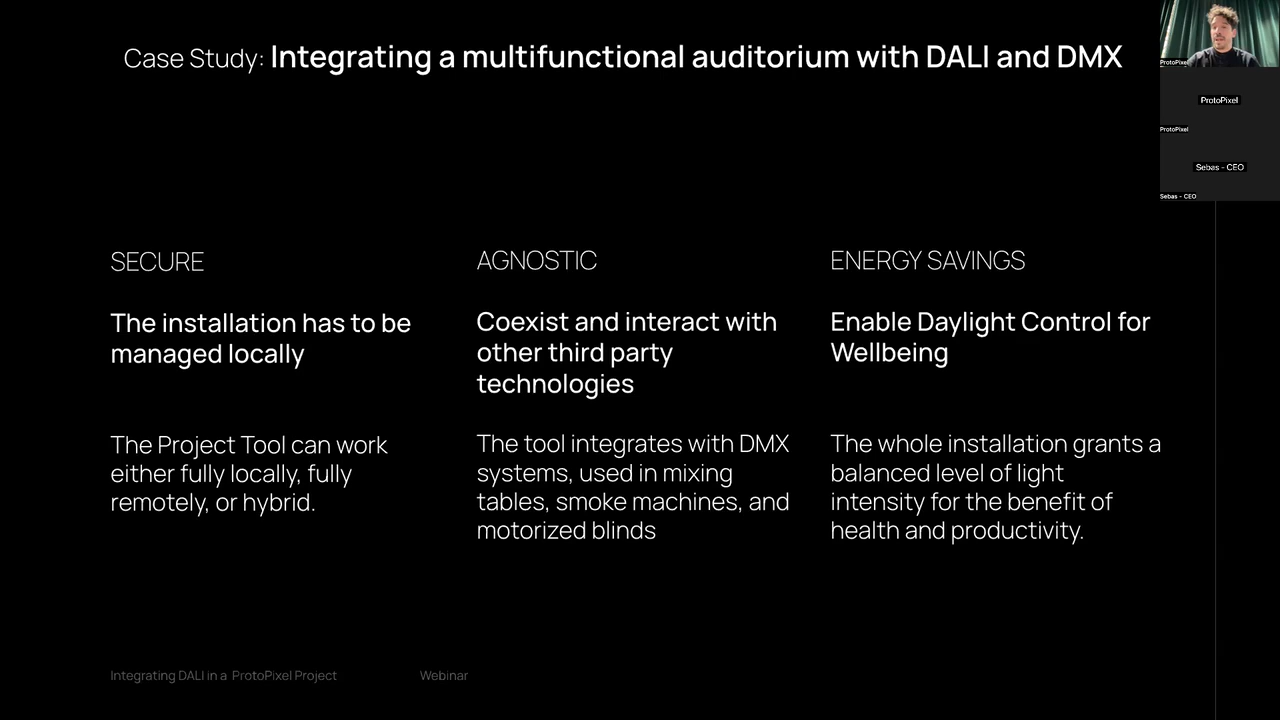 Case Study: Integrating a multifunctional auditorium with DALI and DMX
ProtoPixel
ProtoPixel
ProtoPixel
Sebas - CEO
Sebas - CEO
SECURE
The installation has to be
managed locally
The Project Tool can work
either fully locally, fully
remotely, or hybrid.
AGNOSTIC
Coexist and interact with
other third party
technologies
The tool integrates with DMX
systems, used in mixing
tables, smoke machines, and
motorized blinds
ENERGY SAVINGS
Enable Daylight Control for
Wellbeing
The whole installation grants a
balanced level of light
intensity for the benefit of
health and productivity.
Integrating DALI in a ProtoPixel Project
Webinar